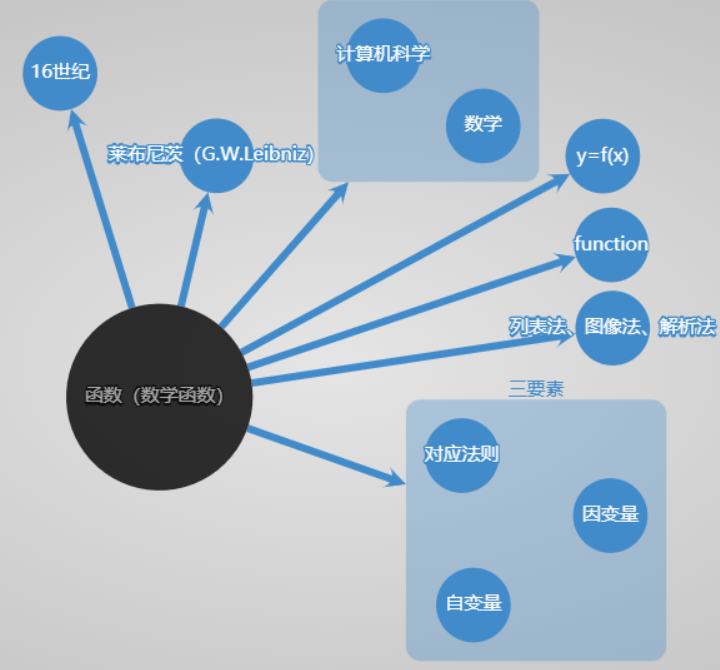 计算机科学
16世纪
数学
莱布尼茨（G.W.Leibniz)
y=f(x)
function
列表法、图像法、解析法
函数（数学函数）
三要素
对应法则
因变量
自变量